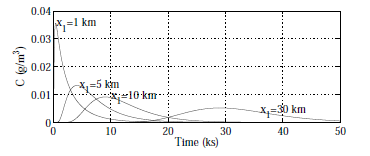 0.04
x₁=1 km
0.03
C (g/m³)
0.02
0.01
x₁=5 km
x₁=10 km
x₁=30 km
0
0 10 20 30 40 50
Time (ks)